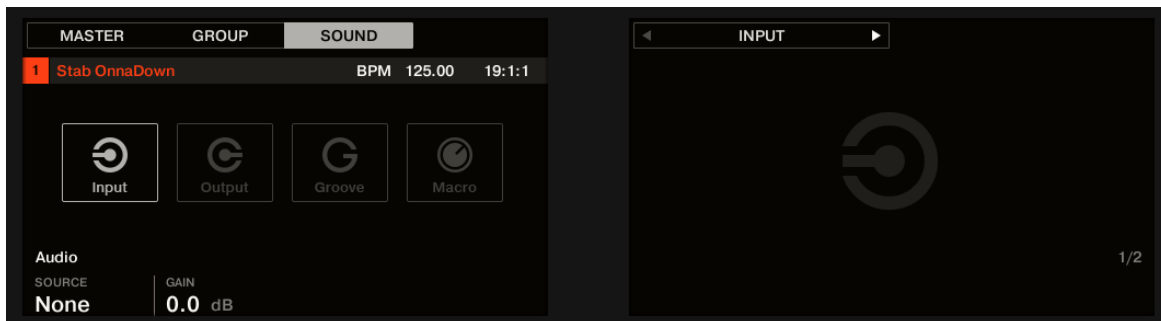 MASTER GROUP SOUND
1 Stab OnnaDown BPM 125.00 19:1:1
Input Output Groove Macro
Audio
SOURCE GAIN
None 0.0 dB
INPUT
1/2